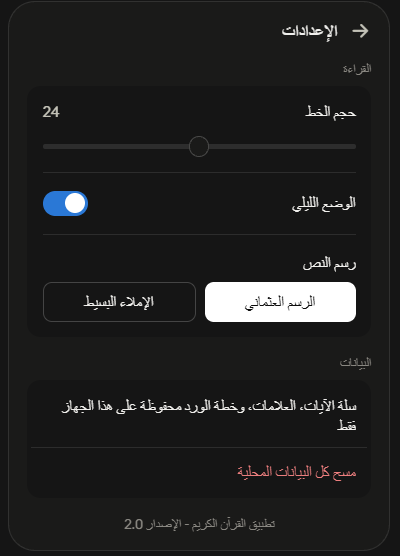 الإعدادات
القراءة
حجم الخط
24
الوضع الليلي
رسم النص
الرسم العثماني
الإملاء البسيط
البيانات
سلة الآيات، العلامات، وخطة الورد محفوظة على هذا الجهاز
فقط
مسح كل البيانات المحلية
تطبيق القرآن الكريم - الإصدار 2.0